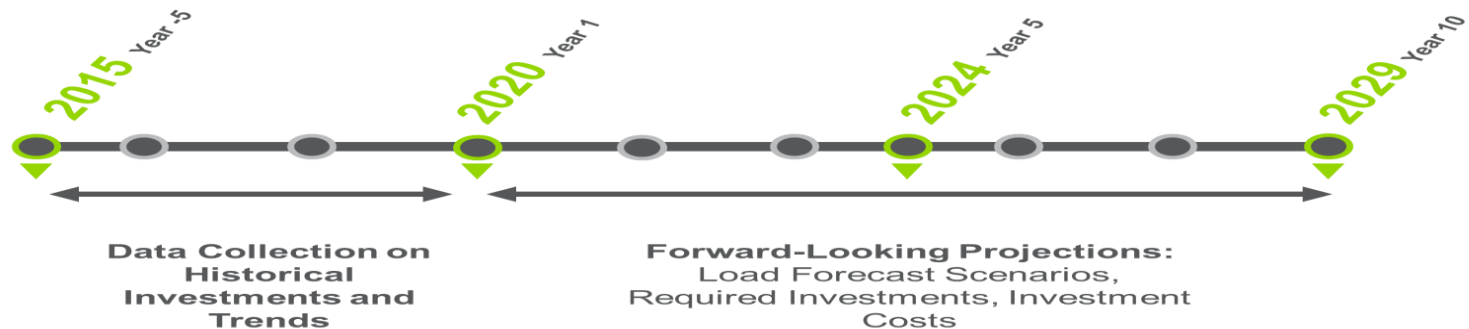 2015 Year -5
2020 Year 1
2024 Year 5
2029 Year 10
Data Collection on
Historical
Investments and
Trends
Forward-Looking Projections:
Load Forecast Scenarios,
Required Investments, Investment
Costs